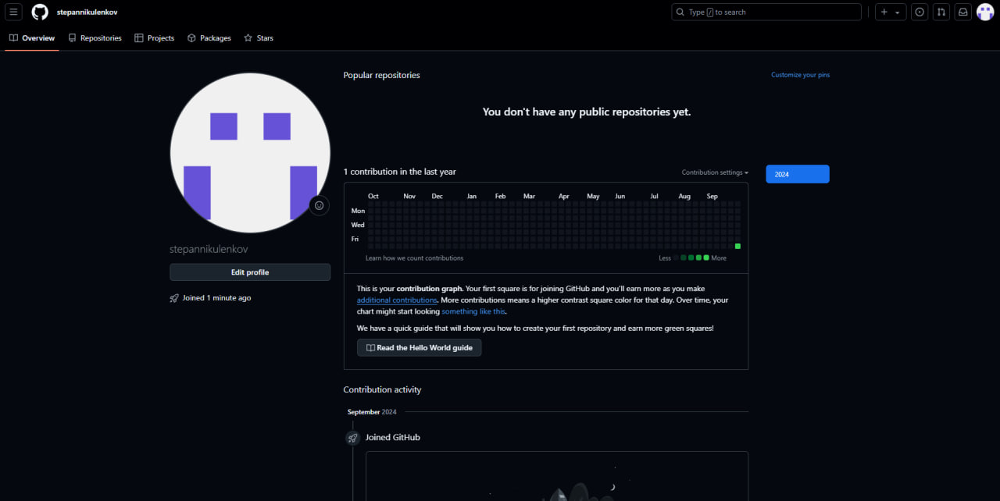 stepannikulenkov
Type / to search
Overview
Repositories
Projects
Packages
Stars
Popular repositories
Customize your pins
You don't have any public repositories yet.
1 contribution in the last year
Contribution settings
2024
Oct Nov Dec Jan Feb Mar Apr May Jun Jul Aug Sep
Mon
Wed
Fri
Learn how we count contributions
Less
More
stepannikulenkov
Edit profile
Joined 1 minute ago
This is your contribution graph. Your first square is for joining GitHub and you'll earn more as you make
additional contributions. More contributions means a higher contrast square color for that day. Over time, your
chart might start looking something like this.
We have a quick guide that will show you how to create your first repository and earn more green squares!
Read the Hello World guide
Contribution activity
September 2024
Joined GitHub